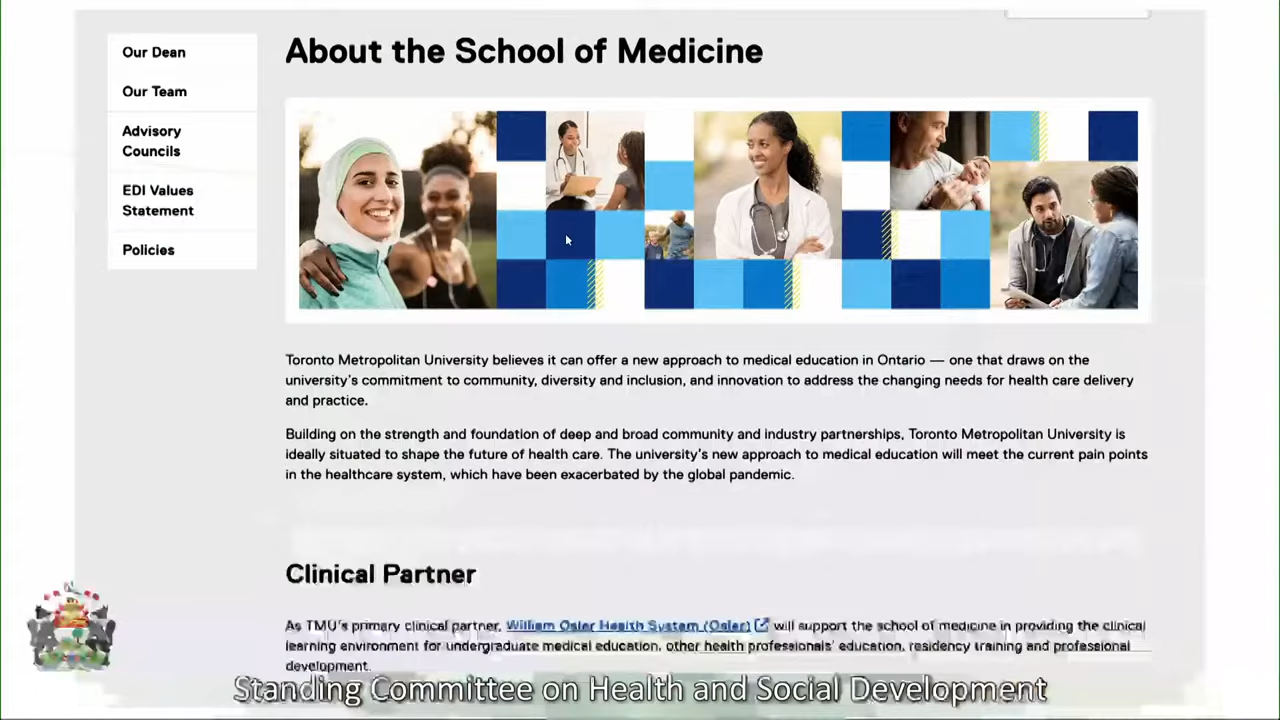 Our Dean
Our Team
Advisory
Councils
EDI Values
Statement
Policies
About the School of Medicine
Toronto Metropolitan University believes it can offer a new approach to medical education in Ontario — one that draws on the
university's commitment to community, diversity and inclusion, and innovation to address the changing needs for health care delivery
and practice.
Building on the strength and foundation of deep and broad community and industry partnerships, Toronto Metropolitan University is
ideally situated to shape the future of health care. The university's new approach to medical education will meet the current pain points
in the healthcare system, which have been exacerbated by the global pandemic.
Clinical Partner
As TMU's primary clinical partner, William Osler Health System (Osler) will support the school of medicine in providing the clinical
learning environment for undergraduate medical education, other health professionals' education, residency training and professional
development.
Standing Committee on Health and Social Development